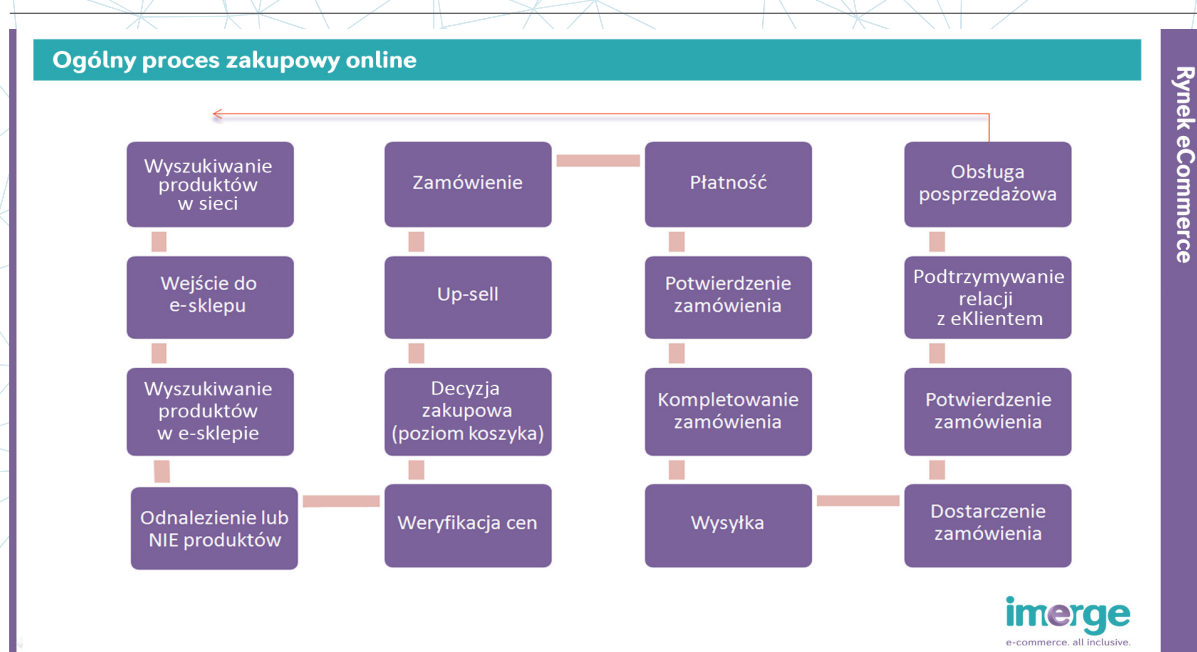 Ogólny proces zakupowy online
Rynek eCommerce
Wyszukiwanie
produktów
w sieci
Wejście do
e-sklepu
Wyszukiwanie
produktów
w e-sklepie
Odnalezienie lub
NIE produktów
Weryfikacja cen
Decyzja
zakupowa
(poziom koszyka)
Up-sell
Zamówienie
Płatność
Potwierdzenie
zamówienia
Kompletowanie
zamówienia
Wysyłka
Dostarczenie
zamówienia
Potwierdzenie
zamówienia
Podtrzymywanie
relacji
z eKlientem
Obsługa
posprzedażowa
imerge
e-commerce. all inclusive.